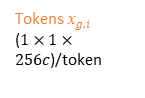 Tokens x_{g,i}
(1 × 1 ×
256c)/token